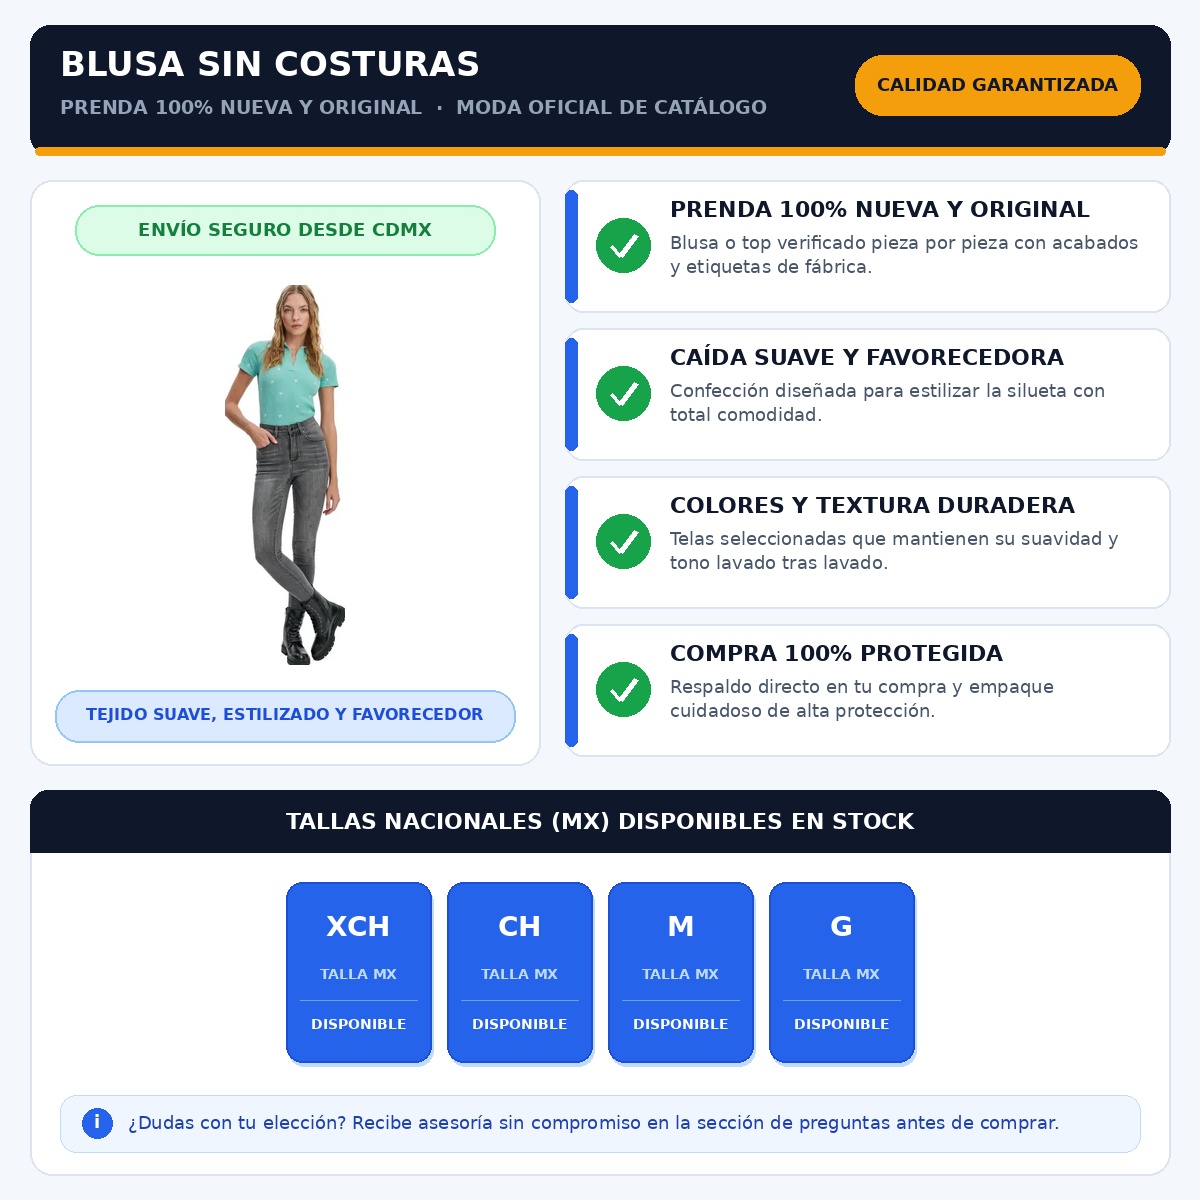 BLUSA SIN COSTURAS
PRENDA 100% NUEVA Y ORIGINAL · MODA OFICIAL DE CATÁLOGO
CALIDAD GARANTIZADA
ENVÍO SEGURO DESDE CDMX
TEJIDO SUAVE, ESTILIZADO Y FAVORECEDOR
PRENDA 100% NUEVA Y ORIGINAL
Blusa o top verificado pieza por pieza con acabados
y etiquetas de fábrica.
CAÍDA SUAVE Y FAVORECEDORA
Confección diseñada para estilizar la silueta con
total comodidad.
COLORES Y TEXTURA DURADERA
Telas seleccionadas que mantienen su suavidad y
tono lavado tras lavado.
COMPRA 100% PROTEGIDA
Respaldo directo en tu compra y empaque
cuidadoso de alta protección.
TALLAS NACIONALES (MX) DISPONIBLES EN STOCK
XCH
TALLA MX
DISPONIBLE
CH
TALLA MX
DISPONIBLE
M
TALLA MX
DISPONIBLE
G
TALLA MX
DISPONIBLE
i
¿Dudas con tu elección? Recibe asesoría sin compromiso en la sección de preguntas antes de comprar.